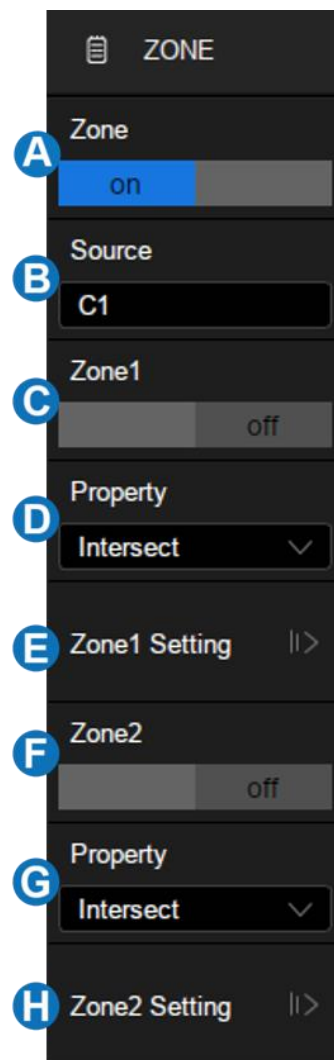 ZONE
A Zone
on
B Source
C1
C Zone1
off
D Property
Intersect
E Zone1 Setting
F Zone2
off
G Property
Intersect
H Zone2 Setting